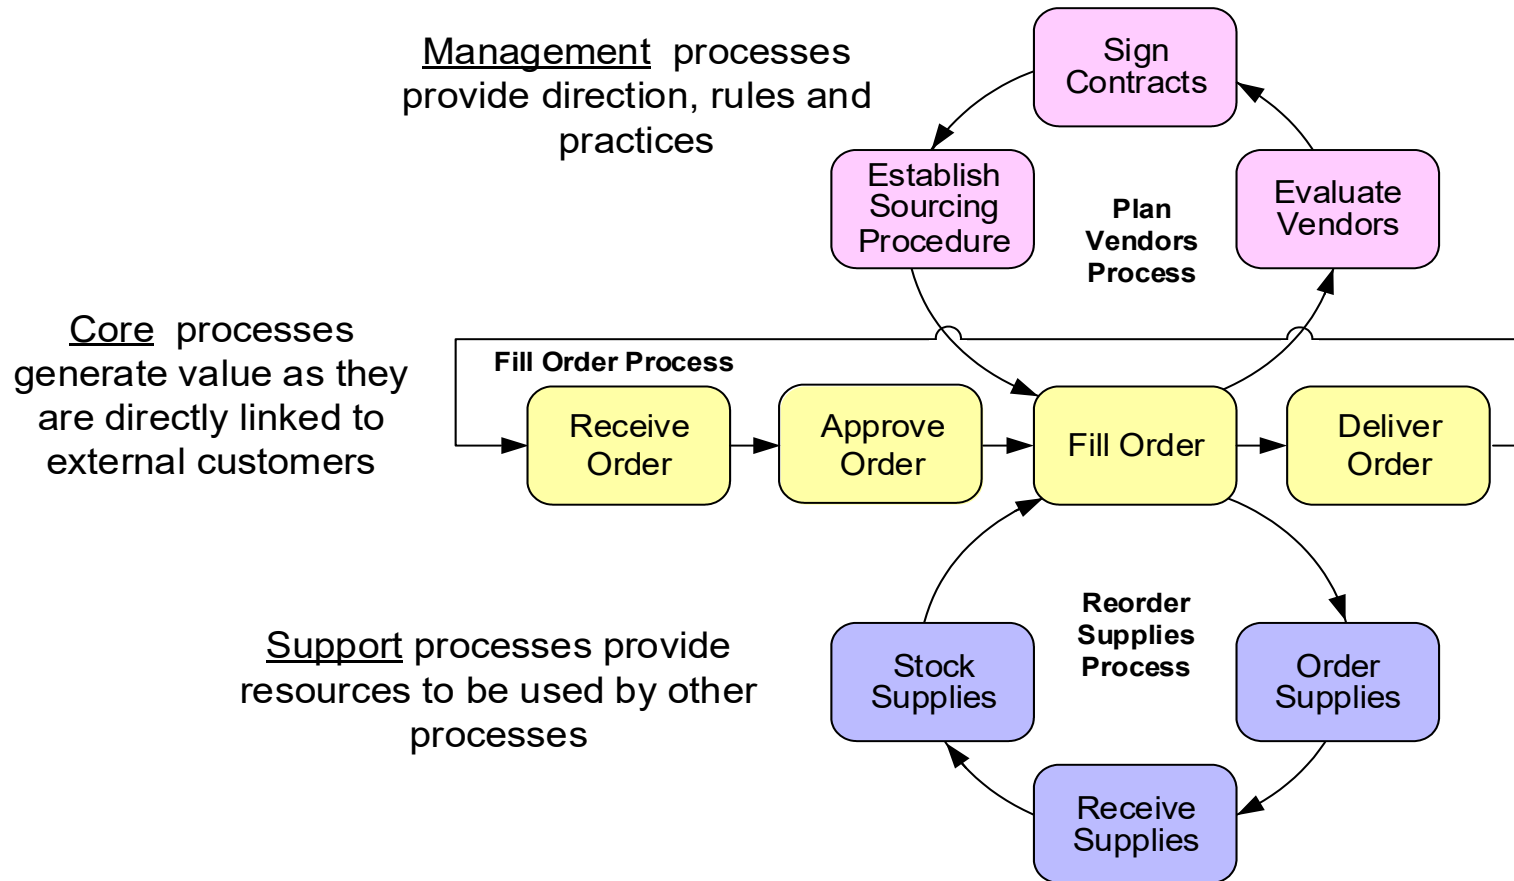 Management processes
provide direction, rules and
practices
Sign
Contracts
Establish
Sourcing
Procedure
Plan
Vendors
Process
Evaluate
Vendors
Core processes
generate value as they
are directly linked to
external customers
Fill Order Process
Receive
Order
Approve
Order
Fill Order
Deliver
Order
Support processes provide
resources to be used by other
processes
Stock
Supplies
Reorder
Supplies
Process
Order
Supplies
Receive
Supplies